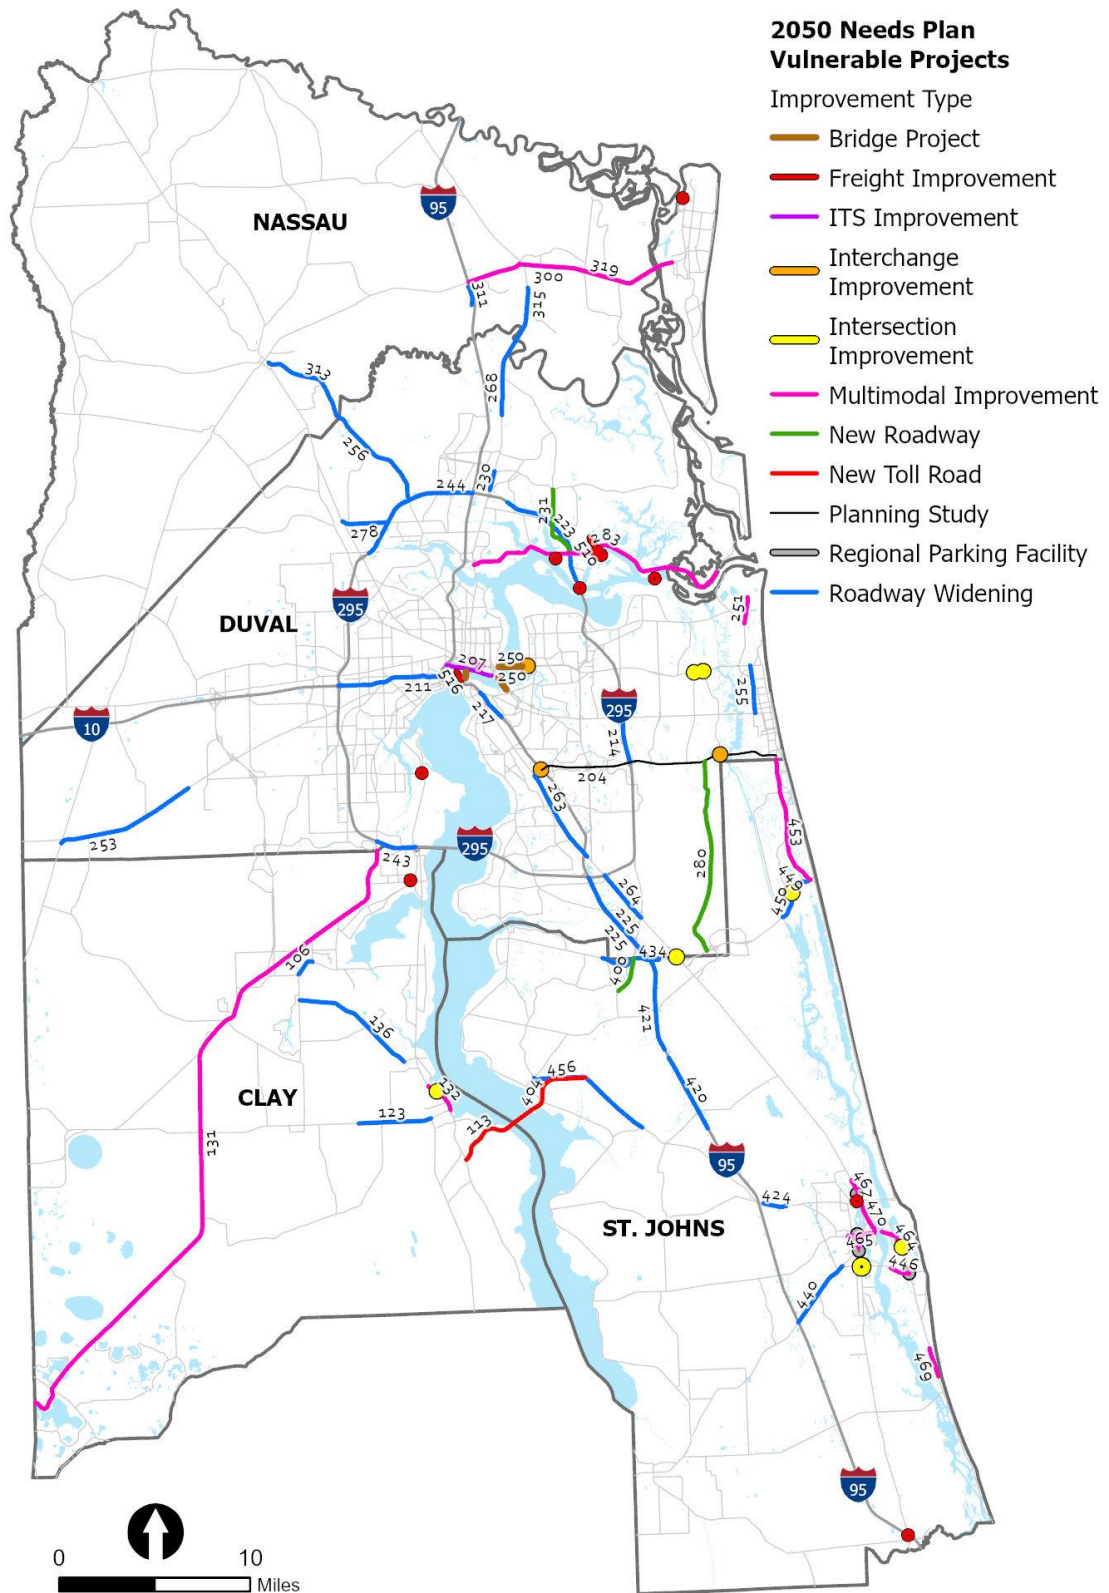 2050 Needs Plan
Vulnerable Projects
Improvement Type
Bridge Project
Freight Improvement
ITS Improvement
Interchange
Improvement
Intersection
Improvement
Multimodal Improvement
New Roadway
New Toll Road
Planning Study
Regional Parking Facility
Roadway Widening
95
NASSAU
319
300
311
315
313
268
256
230
244
231
223
278
510
283
295
251
DUVAL
207
250
250
516
211
255
217
295
10
214
204
263
253
453
243
295
280
449
264
450
225
225
106
434
400
421
136
456
420
132
404
CLAY
123
113
131
95
467
424
470
ST. JOHNS
465
464
446
440
469
95
0 10
Miles